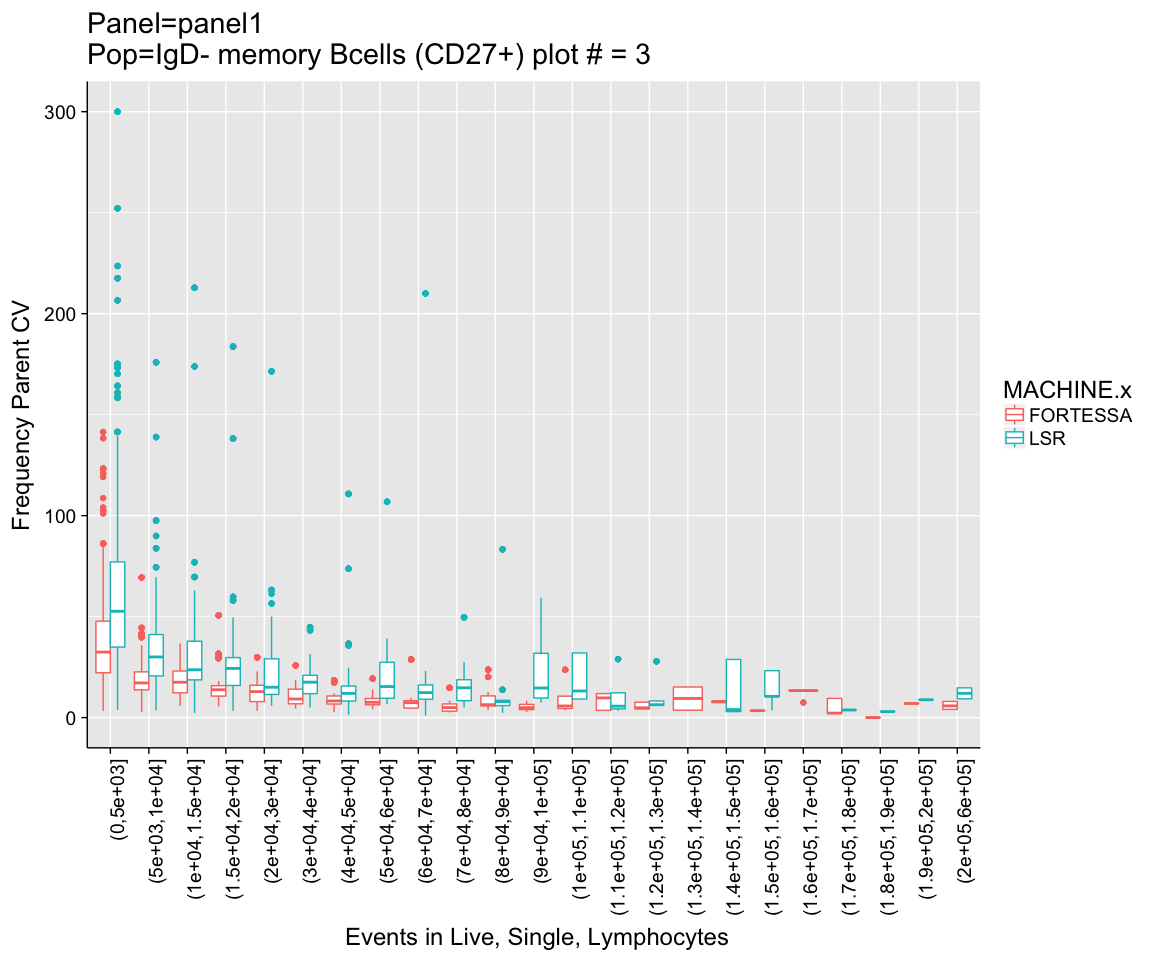 Panel=panel1
Pop=IgD- memory Bcells (CD27+) plot # = 3
300
200
100
0
Frequency Parent CV
(0,5e+03]
(5e+03,1e+04]
(1e+04,1.5e+04]
(1.5e+04,2e+04]
(2e+04,3e+04]
(3e+04,4e+04]
(4e+04,5e+04]
(5e+04,6e+04]
(6e+04,7e+04]
(7e+04,8e+04]
(8e+04,9e+04]
(9e+04,1e+05]
(1e+05,1.1e+05]
(1.1e+05,1.2e+05]
(1.2e+05,1.3e+05]
(1.3e+05,1.4e+05]
(1.4e+05,1.5e+05]
(1.5e+05,1.6e+05]
(1.6e+05,1.7e+05]
(1.7e+05,1.8e+05]
(1.8e+05,1.9e+05]
(1.9e+05,2e+05]
(2e+05,6e+05]
Events in Live, Single, Lymphocytes
MACHINE.x
FORTESSA
LSR